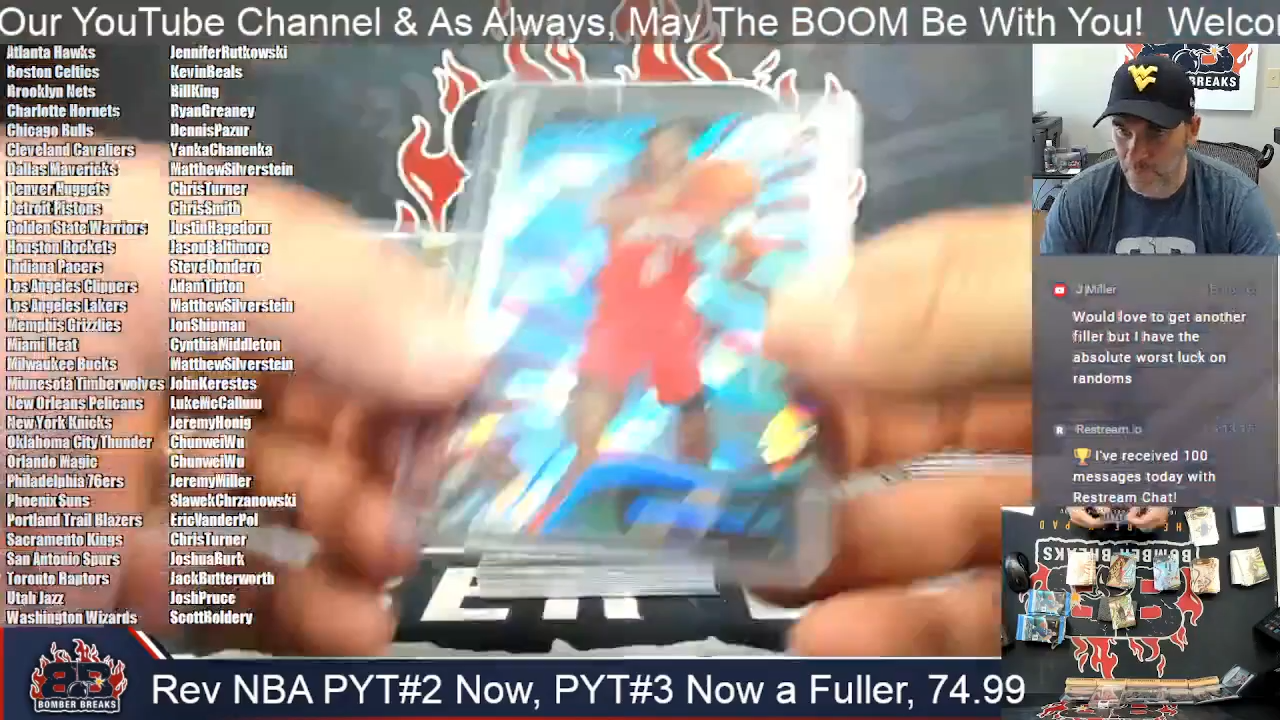 Our YouTube Channel & As Always, May The BOOM Be With You! Welco
Atlanta Hawks JenniferRutkowski
Boston Celtics KevinBeals
Brooklyn Nets BillKing
Charlotte Hornets RyanGreaney
Chicago Bulls DennisPazur
Cleveland Cavaliers YankaChanenka
Dallas Mavericks MatthewSilverstein
Denver Nuggets ChrisTurner
Detroit Pistons ChrisSmith
Golden State Warriors JustinHagedorn
Houston Rockets JasonBaltimore
Indiana Pacers SteveDondero
Los Angeles Clippers AdamTipton
Los Angeles Lakers MatthewSilverstein
Memphis Grizzlies JonShipman
Miami Heat CynthiaMiddleton
Milwaukee Bucks MatthewSilverstein
Minnesota Timberwolves JohnKerestes
New Orleans Pelicans LukeMcCallum
New York Knicks JeremyHonig
Oklahoma City Thunder ChunweiWu
Orlando Magic ChunweiWu
Philadelphia 76ers JeremyMiller
Phoenix Suns SlawekChrzanowski
Portland Trail Blazers EricVanderPol
Sacramento Kings ChrisTurner
San Antonio Spurs JoshuaBurk
Toronto Raptors JackButterworth
Utah Jazz JoshPruce
Washington Wizards ScottBoldery
BREAKS
J Miller
Would love to get another
filler but I have the
absolute worst luck on
randoms
Restream.io
🏆 I've received 100
messages today with
Restream Chat!
BOMBER BREAKS
BOMBER BREAKS
Rev NBA PYT#2 Now, PYT#3 Now a Fuller, 74.99